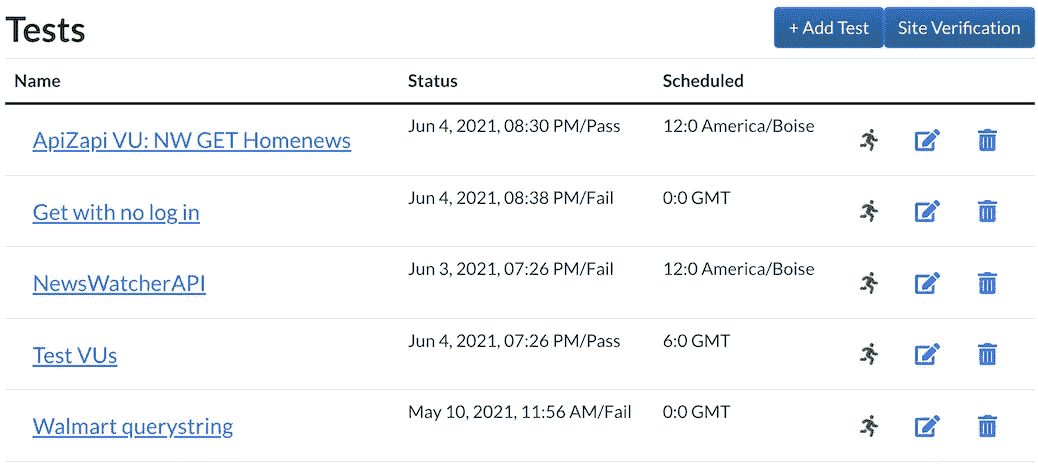 Tests
+ Add Test Site Verification
Name Status Scheduled
ApiZapi VU: NW GET Homenews Jun 4, 2021, 08:30 PM/Pass 12:0 America/Boise
Get with no log in Jun 4, 2021, 08:38 PM/Fail 0:0 GMT
NewsWatcherAPI Jun 3, 2021, 07:26 PM/Fail 12:0 America/Boise
Test VUs Jun 4, 2021, 07:26 PM/Pass 6:0 GMT
Walmart querystring May 10, 2021, 11:56 AM/Fail 0:0 GMT